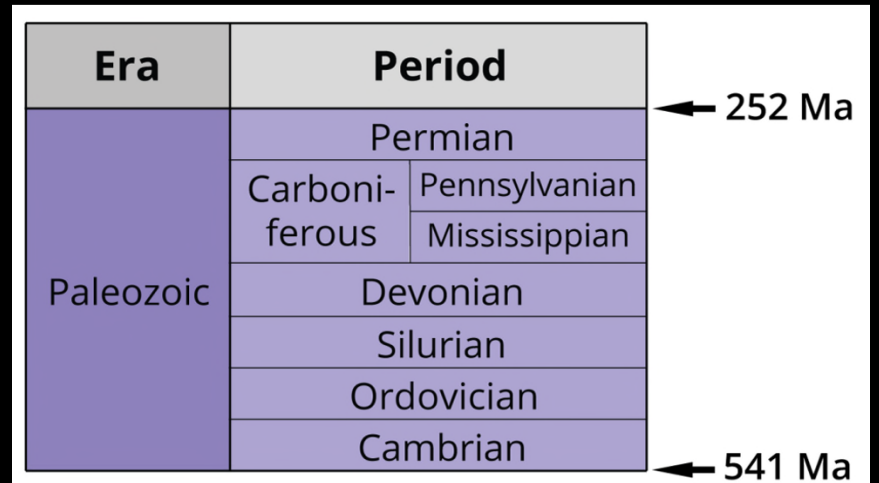 Era
Period
252 Ma
Permian
Carboni-
ferous
Pennsylvanian
Mississippian
Paleozoic
Devonian
Silurian
Ordovician
Cambrian
541 Ma